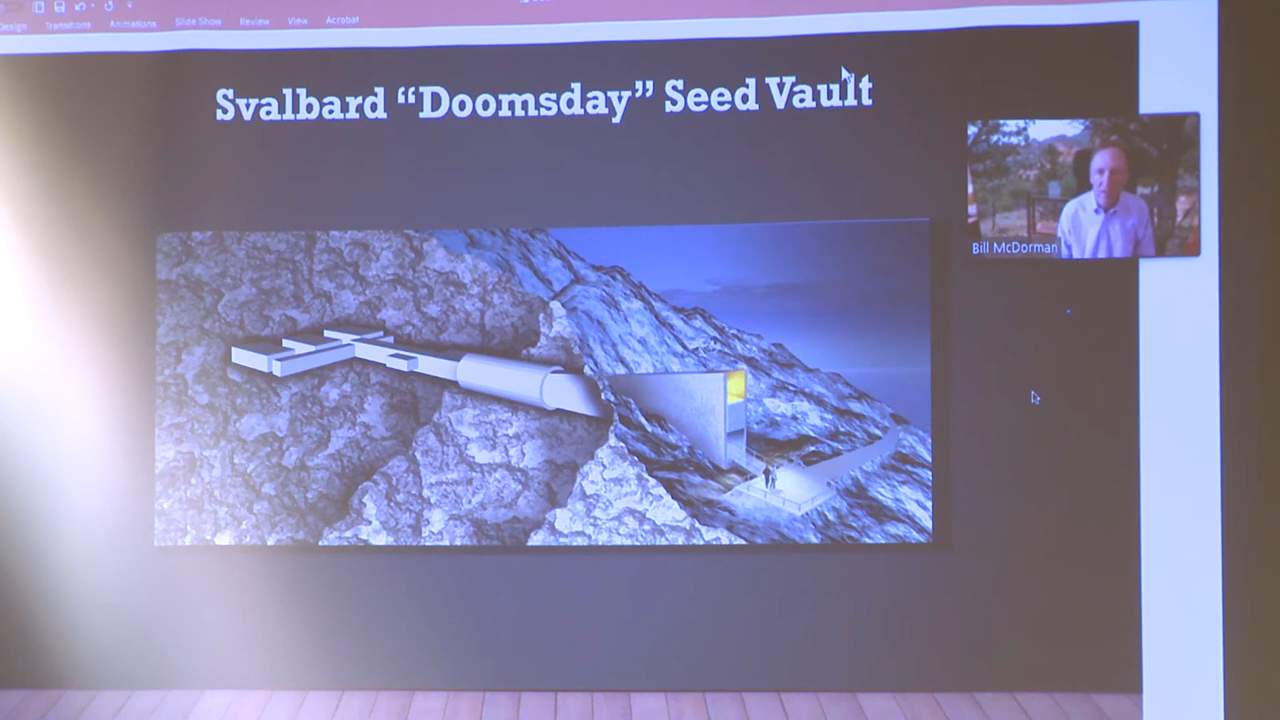 Design Transitions Animations Slide Show Review View Acrobat
Svalbard “Doomsday” Seed Vault
Bill McDorman